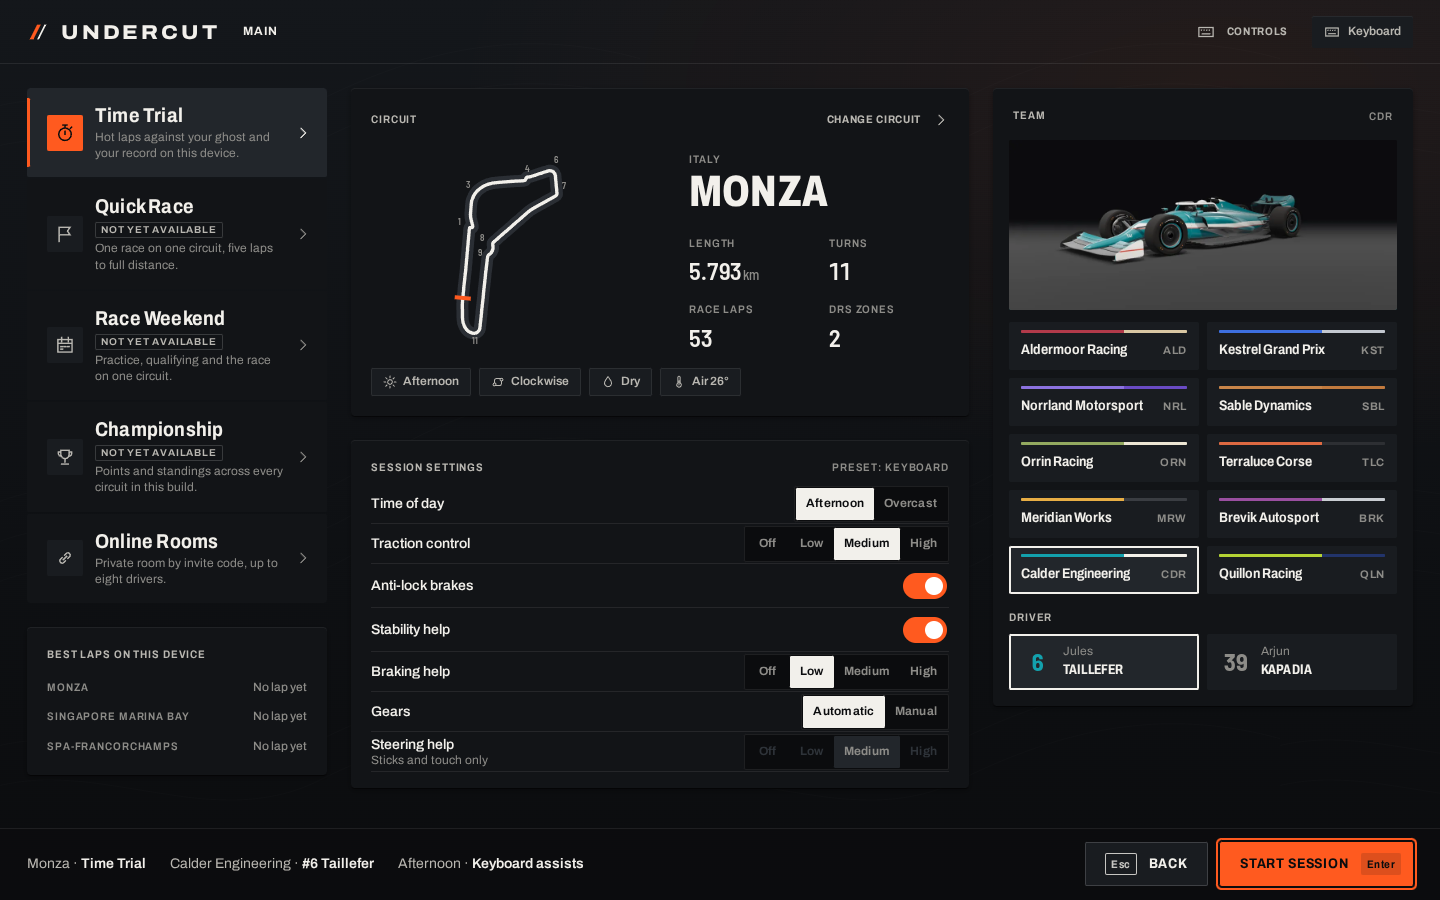 // UNDERCUT
MAIN
CONTROLS
Keyboard
Time Trial
Hot laps against your ghost and
your record on this device.
Quick Race
NOT YET AVAILABLE
One race on one circuit, five laps
to full distance.
Race Weekend
NOT YET AVAILABLE
Practice, qualifying and the race
on one circuit.
Championship
NOT YET AVAILABLE
Points and standings across every
circuit in this build.
Online Rooms
Private room by invite code, up to
eight drivers.
BEST LAPS ON THIS DEVICE
MONZA No lap yet
SINGAPORE MARINA BAY No lap yet
SPA-FRANCORCHAMPS No lap yet
CIRCUIT
CHANGE CIRCUIT
6
4
3
7
1
8
9
11
ITALY
MONZA
LENGTH TURNS
5.793 km 11
RACE LAPS DRS ZONES
53 2
Afternoon Clockwise Dry Air 26°
SESSION SETTINGS PRESET: KEYBOARD
Time of day Afternoon Overcast
Traction control Off Low Medium High
Anti-lock brakes
Stability help
Braking help Off Low Medium High
Gears Automatic Manual
Steering help Off Low Medium High
Sticks and touch only
TEAM CDR
Aldermoor Racing ALD Kestrel Grand Prix KST
Norrland Motorsport NRL Sable Dynamics SBL
Orrin Racing ORN Terraluce Corse TLC
Meridian Works MRW Brevik Autosport BRK
Calder Engineering CDR Quillon Racing QLN
DRIVER
6 Jules TAILLEFER
39 Arjun KAPADIA
Monza · Time Trial Calder Engineering · #6 Taillefer Afternoon · Keyboard assists
Esc BACK START SESSION Enter